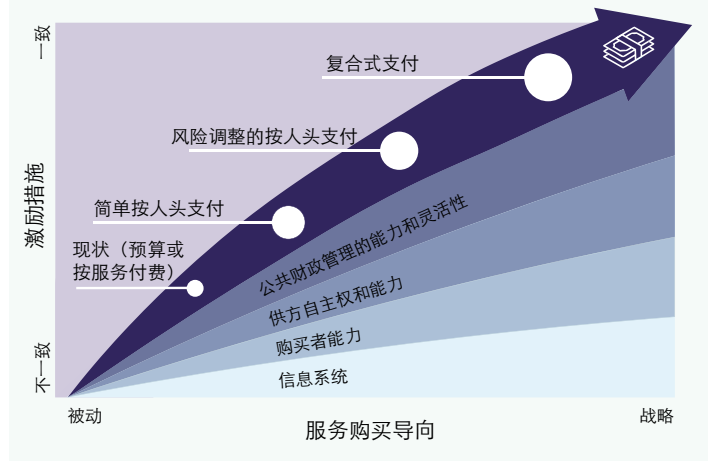 一致
复合式支付
风险调整的按人头支付
激励措施
简单按人头支付
现状（预算或
按服务付费）
公共财政管理的能力和灵活性
供方自主权和能力
购买者能力
信息系统
不一致
被动
战略
服务购买导向